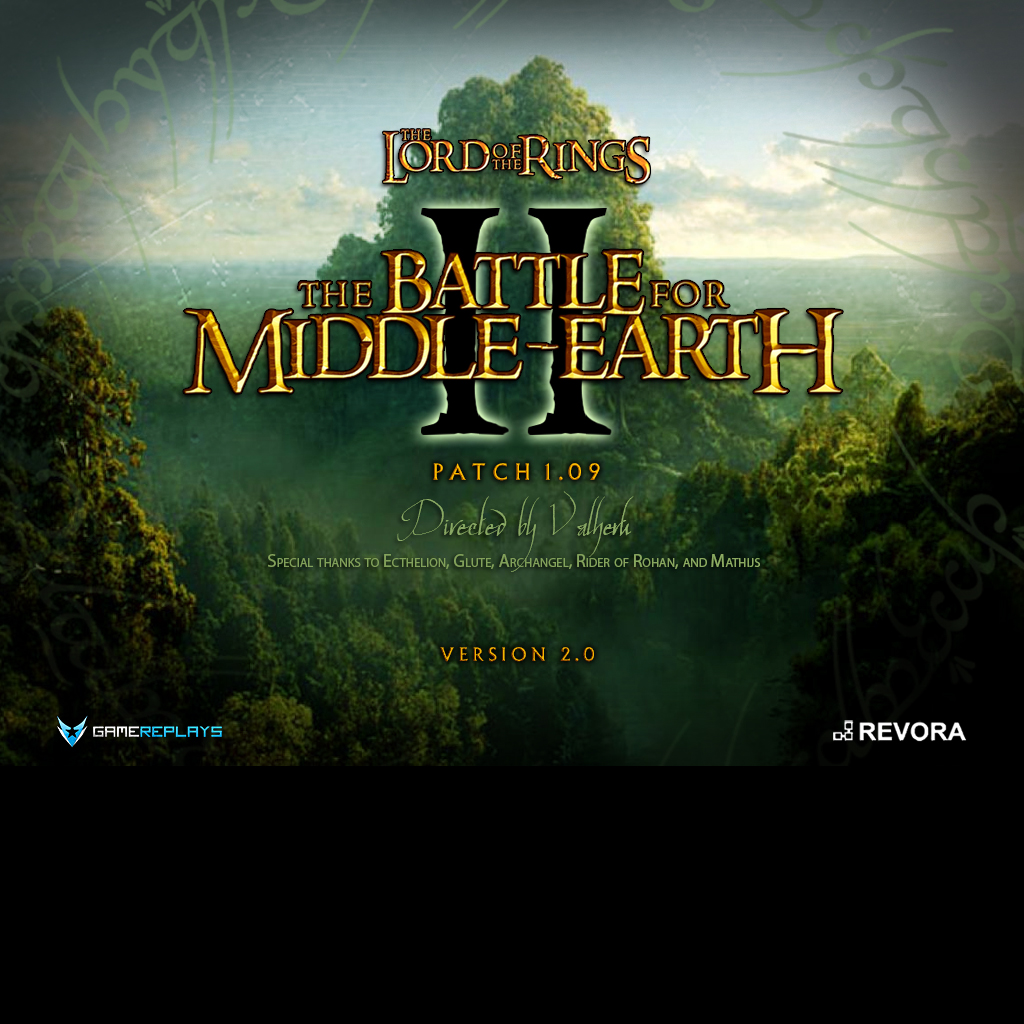 THE LORD OF THE RINGS
II
THE BATTLE FOR
MIDDLE-EARTH
PATCH 1.09
Directed by Valheru
SPECIAL THANKS TO ECTHELION, GLUTE, ARCHANGEL, RIDER OF ROHAN, AND MATHIJS
VERSION 2.0
GAMEREPLAYS
REVORA